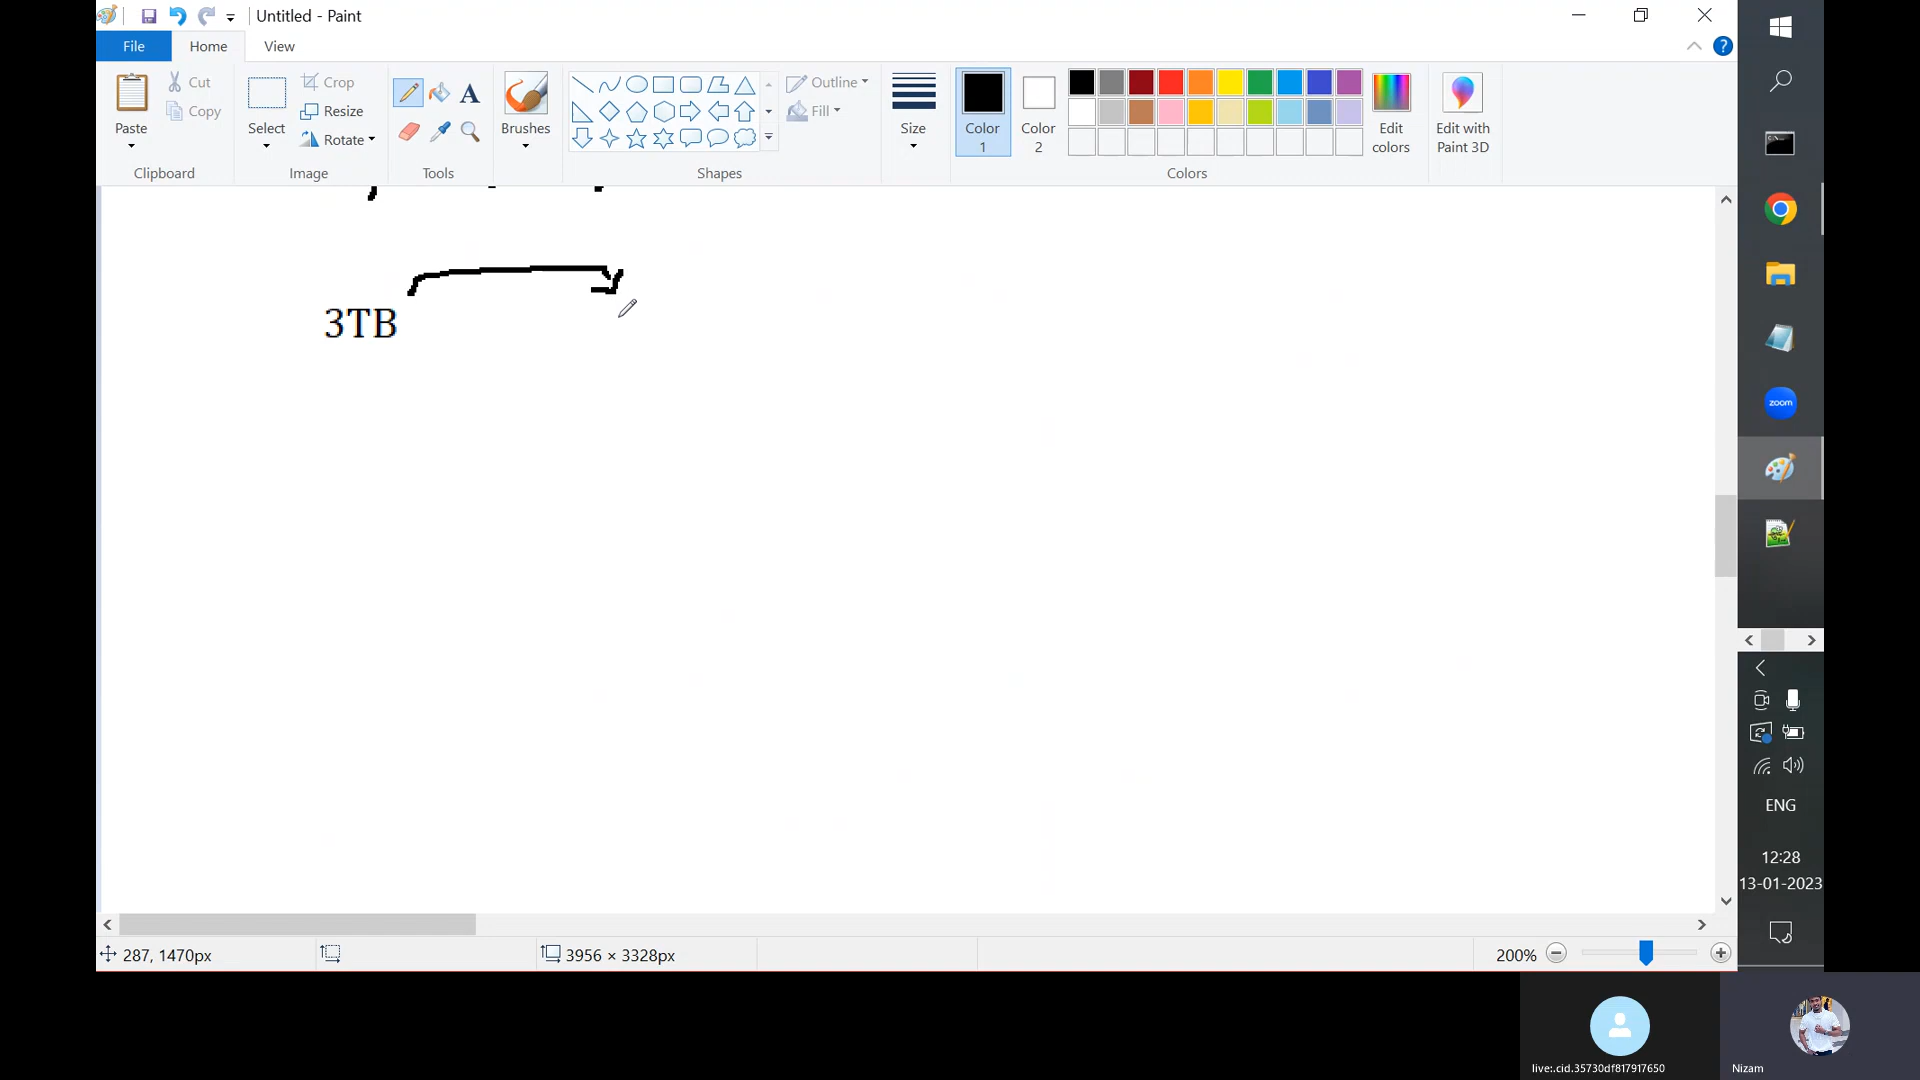 Untitled - Paint
File
Home
View
Paste
Cut
Copy
Clipboard
Select
Crop
Resize
Rotate
Image
A
Tools
Brushes
Shapes
Outline
Fill
Size
Color
1
Color
2
Edit
colors
Colors
Edit with
Paint 3D
?
3TB
zoom
ENG
12:28
13-01-2023
287, 1470px
3956 × 3328px
200%
live:.cid.35730df817917650
Nizam